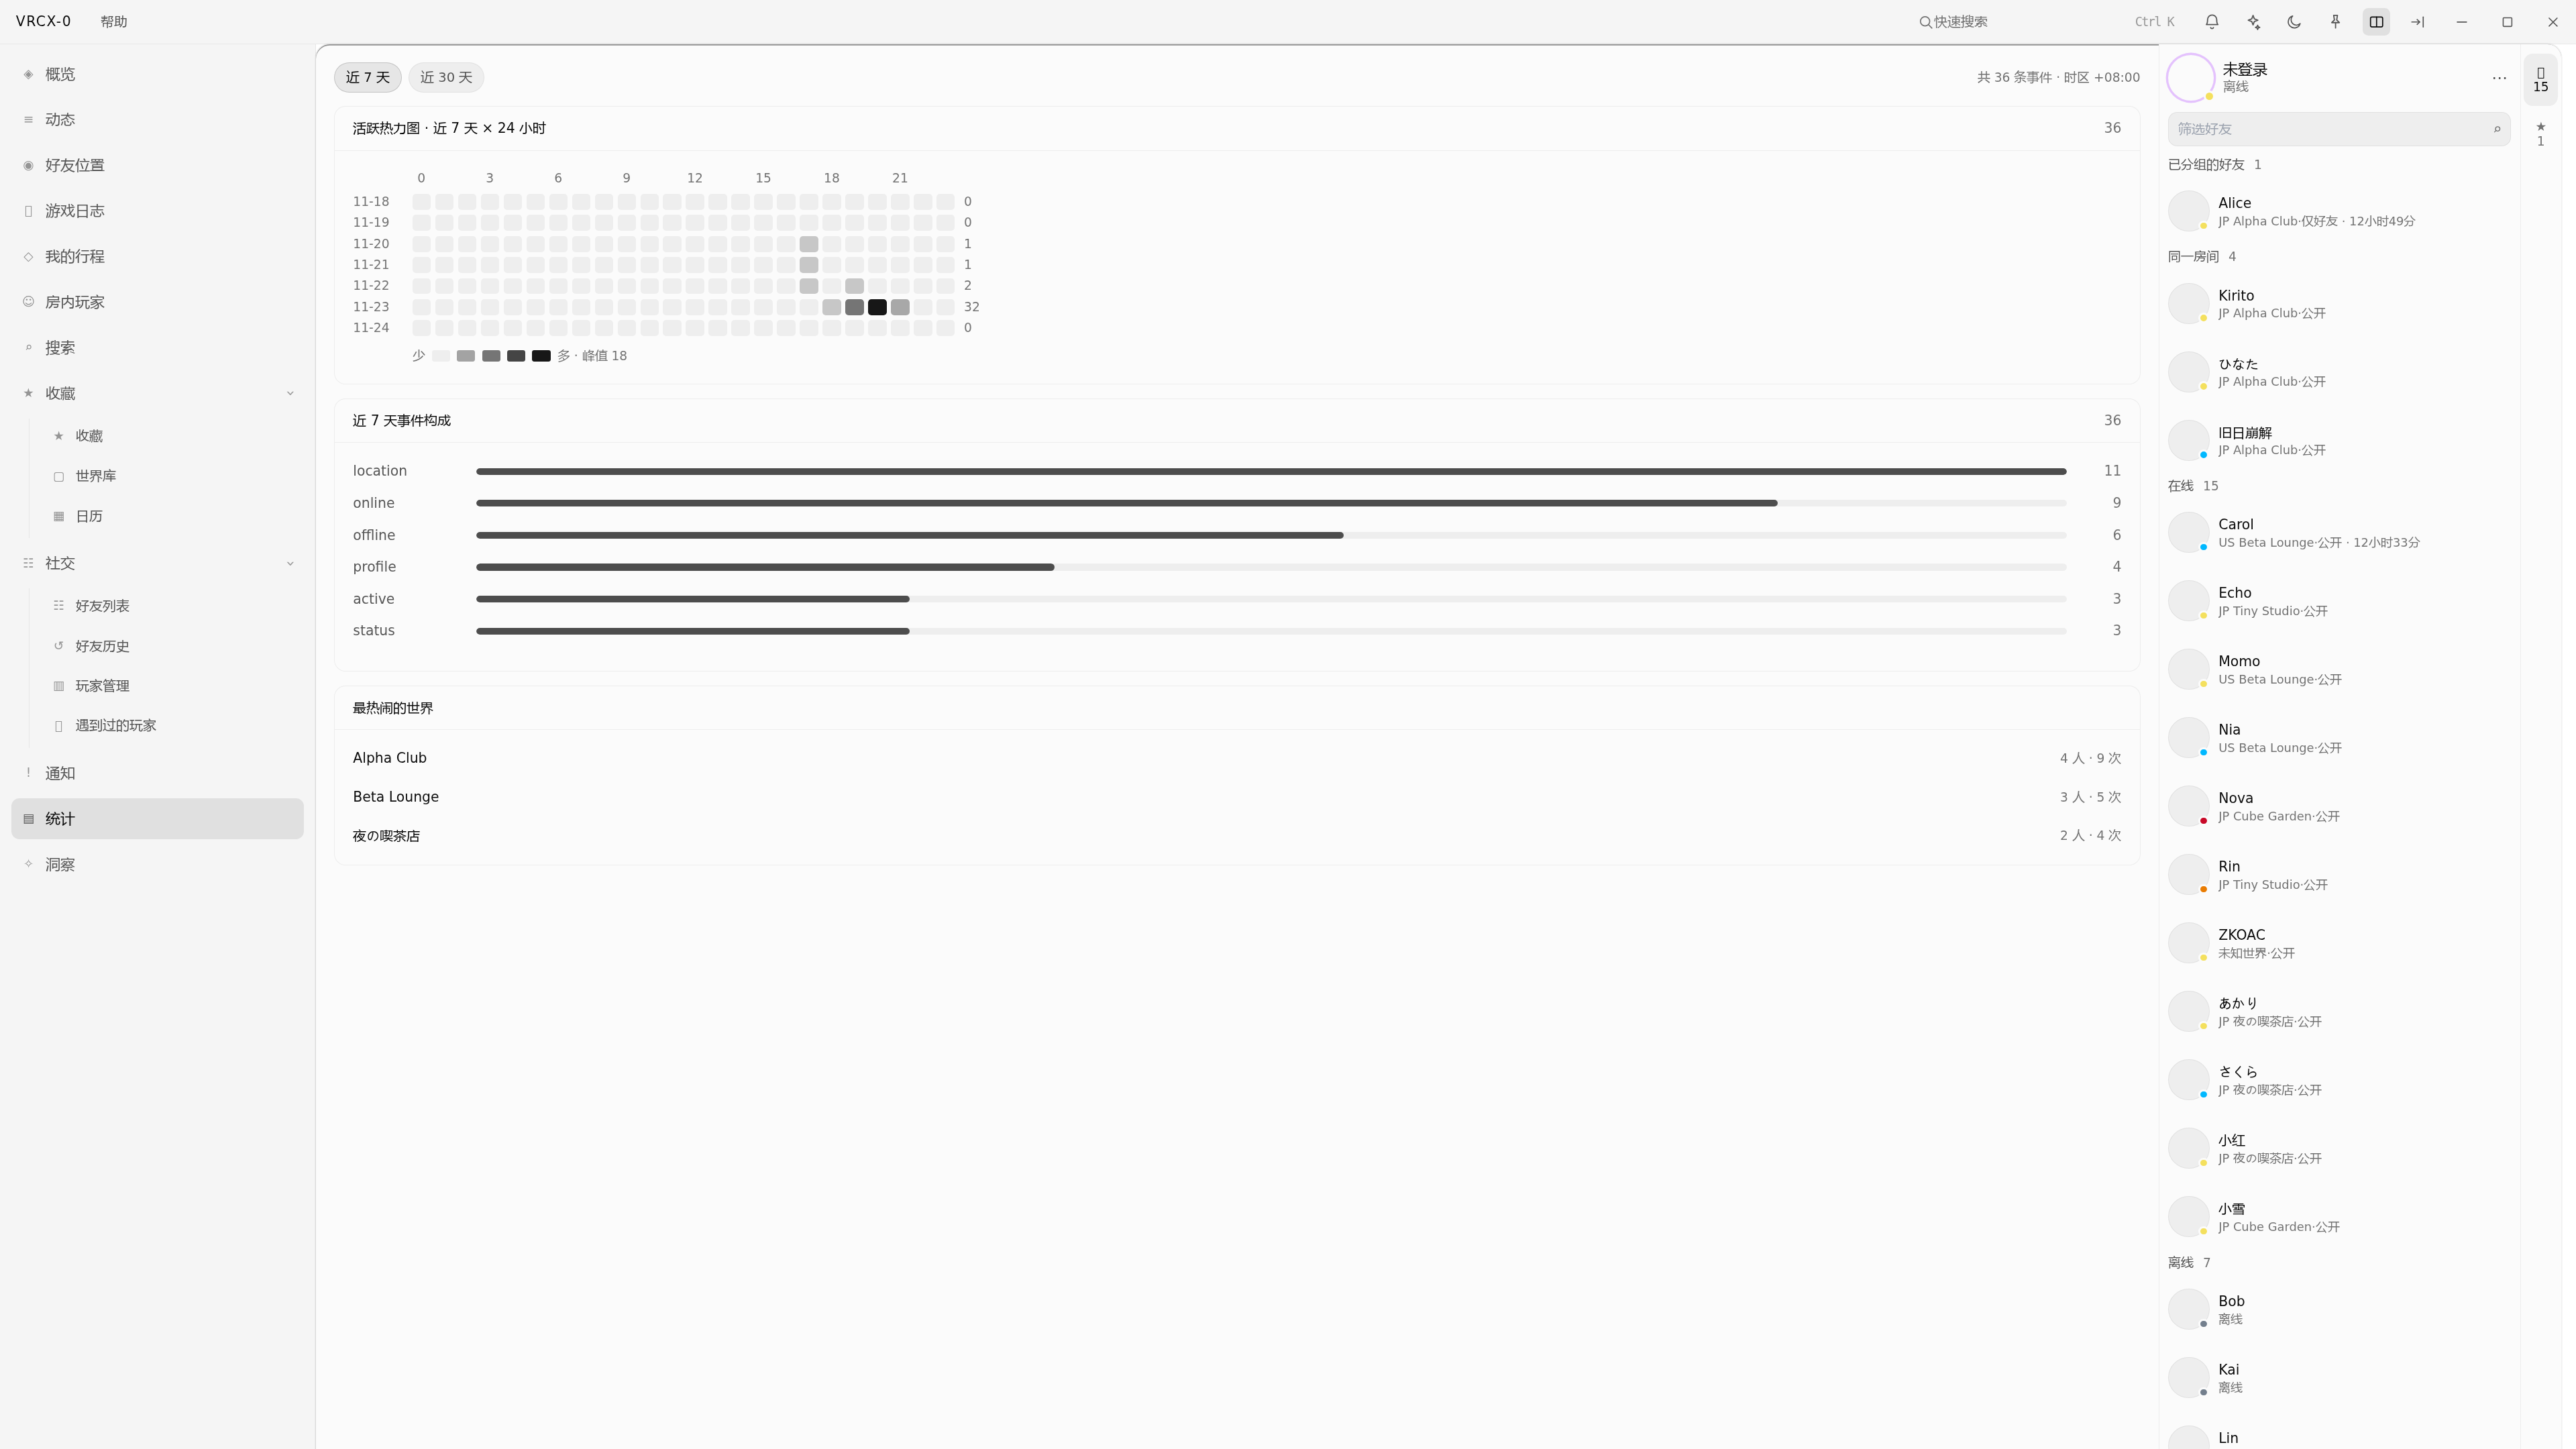 VRCX-0
帮助
快速搜索
Ctrl K
概览
动态
好友位置
游戏日志
我的行程
房内玩家
搜索
收藏
收藏
世界库
日历
社交
好友列表
好友历史
玩家管理
遇到过的玩家
通知
统计
洞察
近 7 天
近 30 天
共 36 条事件 · 时区 +08:00
活跃热力图 · 近 7 天 × 24 小时
36
0 3 6 9 12 15 18 21
11-18 0
11-19 0
11-20 1
11-21 1
11-22 2
11-23 32
11-24 0
少
多 · 峰值 18
近 7 天事件构成
36
location 11
online 9
offline 6
profile 4
active 3
status 3
最热闹的世界
Alpha Club 4 人 · 9 次
Beta Lounge 3 人 · 5 次
夜の喫茶店 2 人 · 4 次
未登录
离线
15
1
筛选好友
已分组的好友 1
Alice
JP Alpha Club·仅好友 · 12小时49分
同一房间 4
Kirito
JP Alpha Club·公开
ひなた
JP Alpha Club·公开
旧日崩解
JP Alpha Club·公开
在线 15
Carol
US Beta Lounge·公开 · 12小时33分
Echo
JP Tiny Studio·公开
Momo
US Beta Lounge·公开
Nia
US Beta Lounge·公开
Nova
JP Cube Garden·公开
Rin
JP Tiny Studio·公开
ZKOAC
未知世界·公开
あかり
JP 夜の喫茶店·公开
さくら
JP 夜の喫茶店·公开
小红
JP 夜の喫茶店·公开
小雪
JP Cube Garden·公开
离线 7
Bob
离线
Kai
离线
Lin